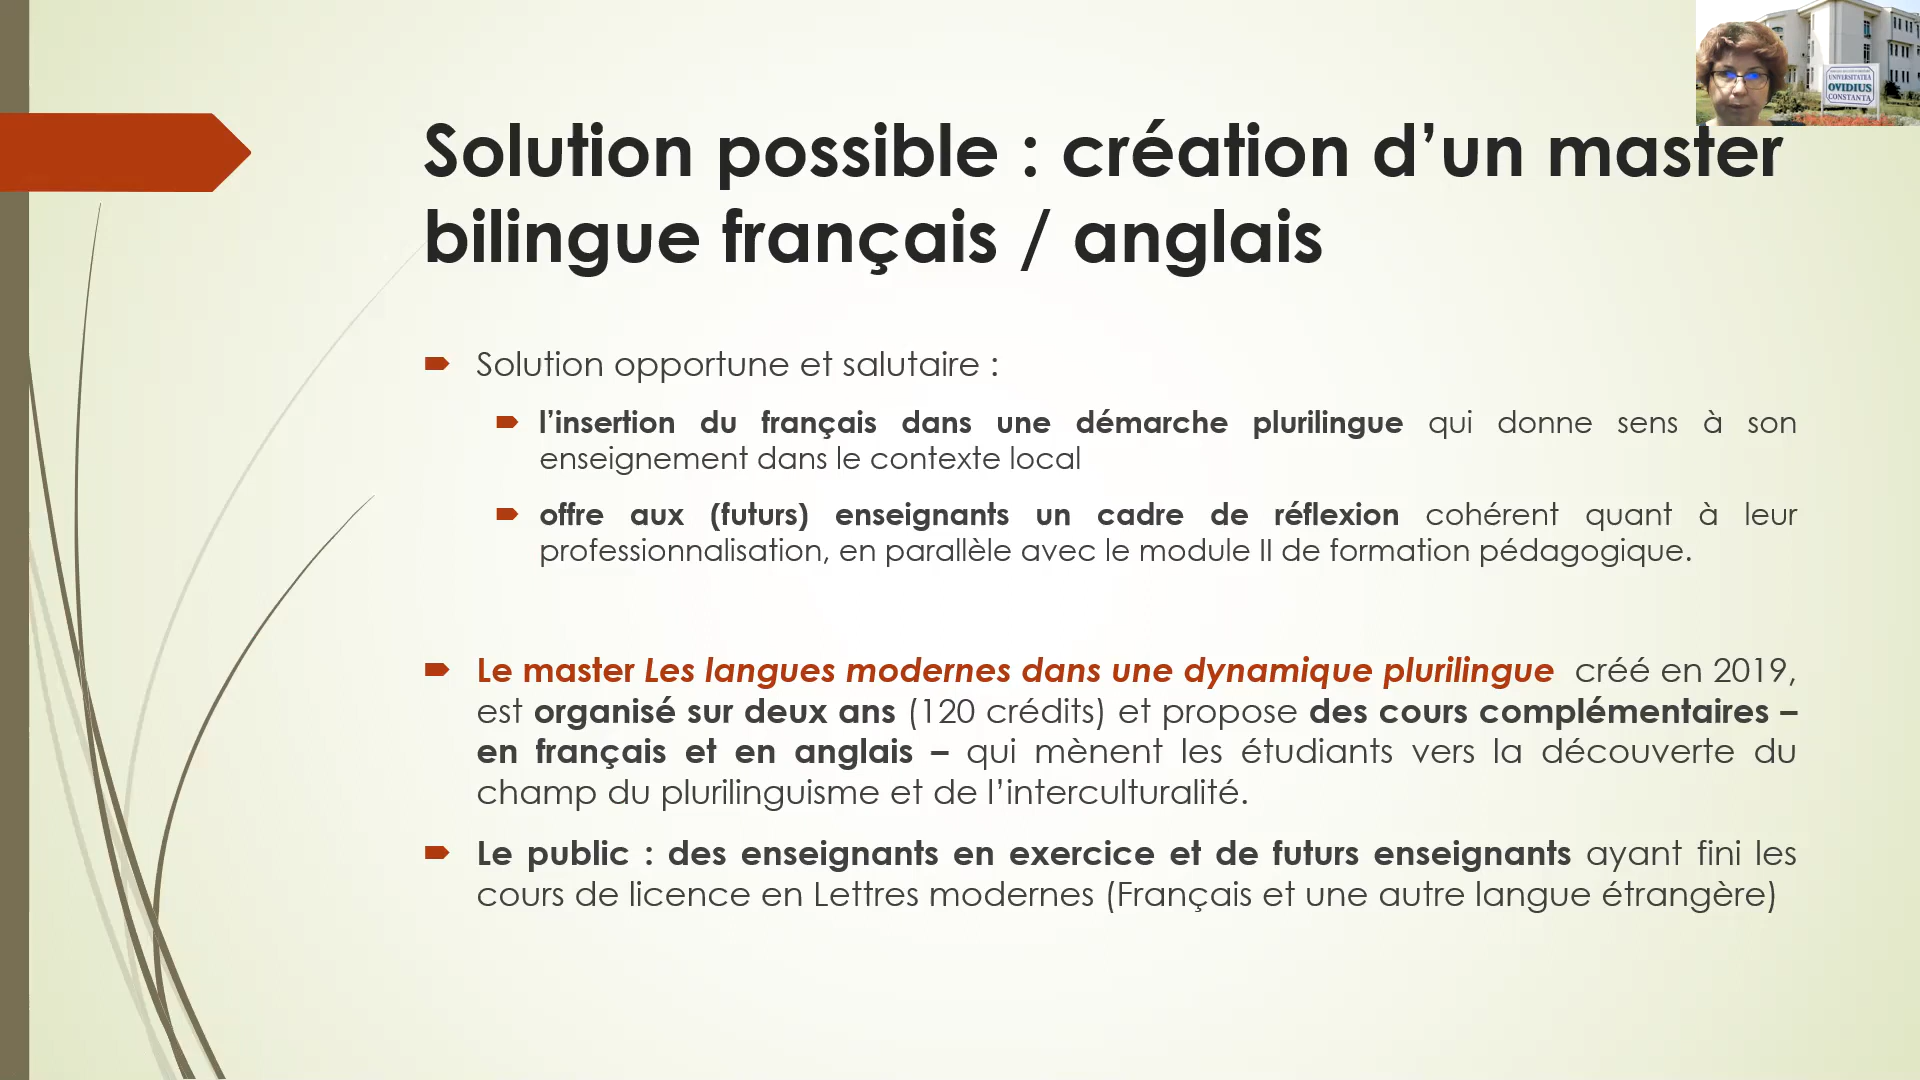 UNIVERSITATEA
OVIDIUS
CONSTANTA
Solution possible : création d’un master
bilingue français / anglais
Solution opportune et salutaire :
l’insertion du français dans une démarche plurilingue qui donne sens à son
enseignement dans le contexte local
offre aux (futurs) enseignants un cadre de réflexion cohérent quant à leur
professionnalisation, en parallèle avec le module II de formation pédagogique.
Le master Les langues modernes dans une dynamique plurilingue créé en 2019,
est organisé sur deux ans (120 crédits) et propose des cours complémentaires –
en français et en anglais – qui mènent les étudiants vers la découverte du
champ du plurilinguisme et de l’interculturalité.
Le public : des enseignants en exercice et de futurs enseignants ayant fini les
cours de licence en Lettres modernes (Français et une autre langue étrangère)